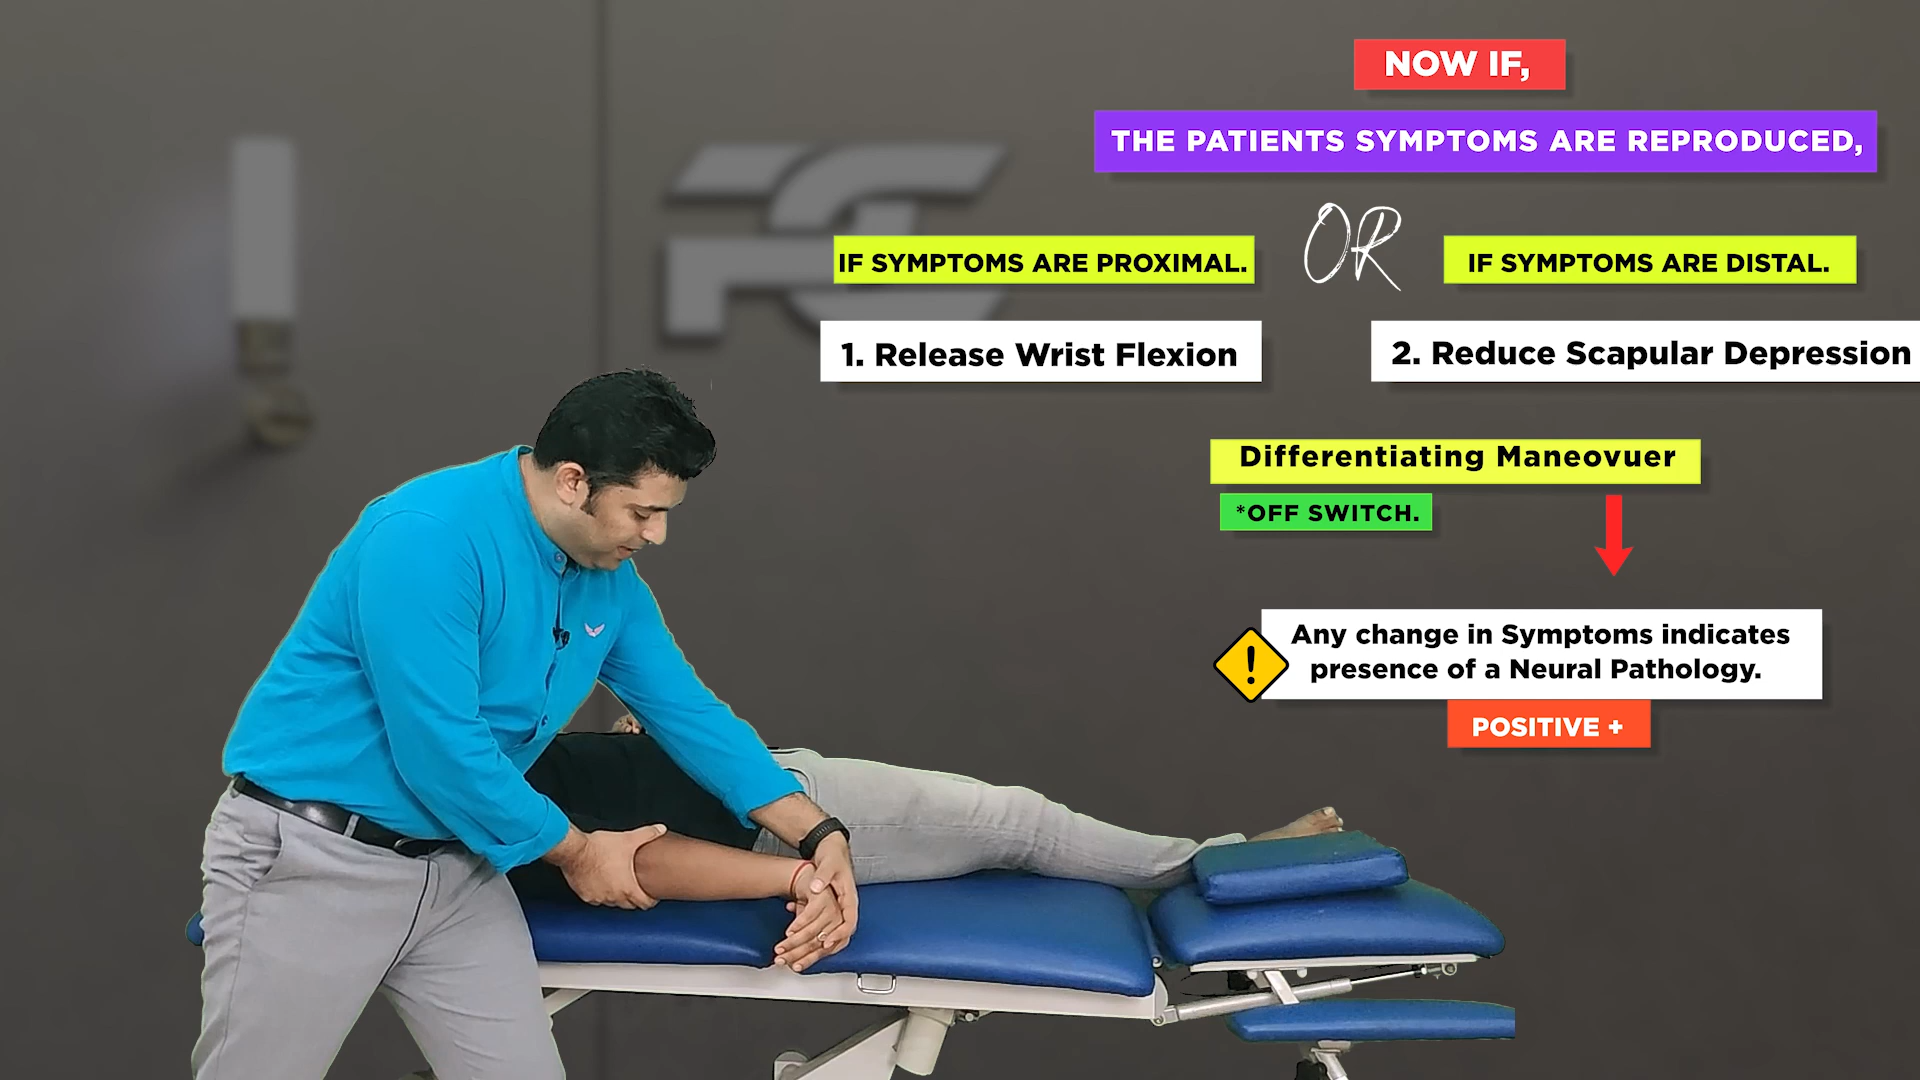 NOW IF,
THE PATIENTS SYMPTOMS ARE REPRODUCED,
IF SYMPTOMS ARE PROXIMAL.
OR
IF SYMPTOMS ARE DISTAL.
1. Release Wrist Flexion
2. Reduce Scapular Depression
Differentiating Maneovuer
*OFF SWITCH.
Any change in Symptoms indicates
presence of a Neural Pathology.
POSITIVE +